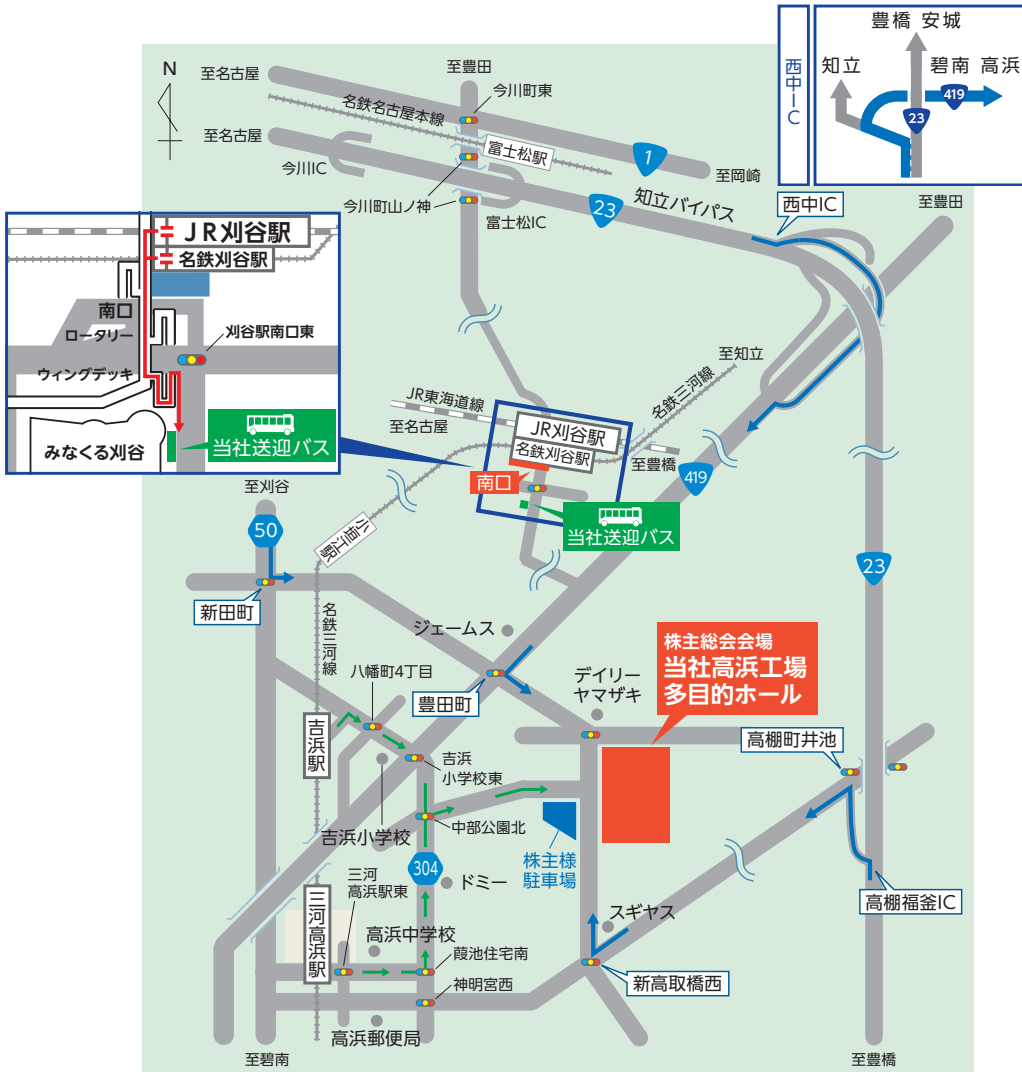 豊橋 安城
知立
碧南 高浜
419
23
西中IC
N
至名古屋
至豊田
今川町東
名鉄名古屋本線
至名古屋
富士松駅
1
今川IC
至岡崎
今川町山ノ神
富士松IC
23
知立バイパス
西中IC
至豊田
JR刈谷駅
名鉄刈谷駅
南口
ロータリー
刈谷駅南口東
ウィングデッキ
当社送迎バス
みなくる刈谷
至知立
名鉄三河線
JR東海道線
至名古屋
JR刈谷駅
名鉄刈谷駅
至豊橋
南口
419
当社送迎バス
至刈谷
50
小垣江駅
23
新田町
名鉄三河線
ジェームス
株主総会会場
当社高浜工場
多目的ホール
デイリー
ヤマザキ
八幡町4丁目
豊田町
吉浜駅
高棚町井池
吉浜
小学校東
吉浜小学校
中部公園北
株主様
駐車場
304
三河
高浜駅東
ドミー
高棚福釜IC
三河高浜駅
スギヤス
高浜中学校
葭池住宅南
新高取橋西
神明宮西
高浜郵便局
至碧南
至豊橋